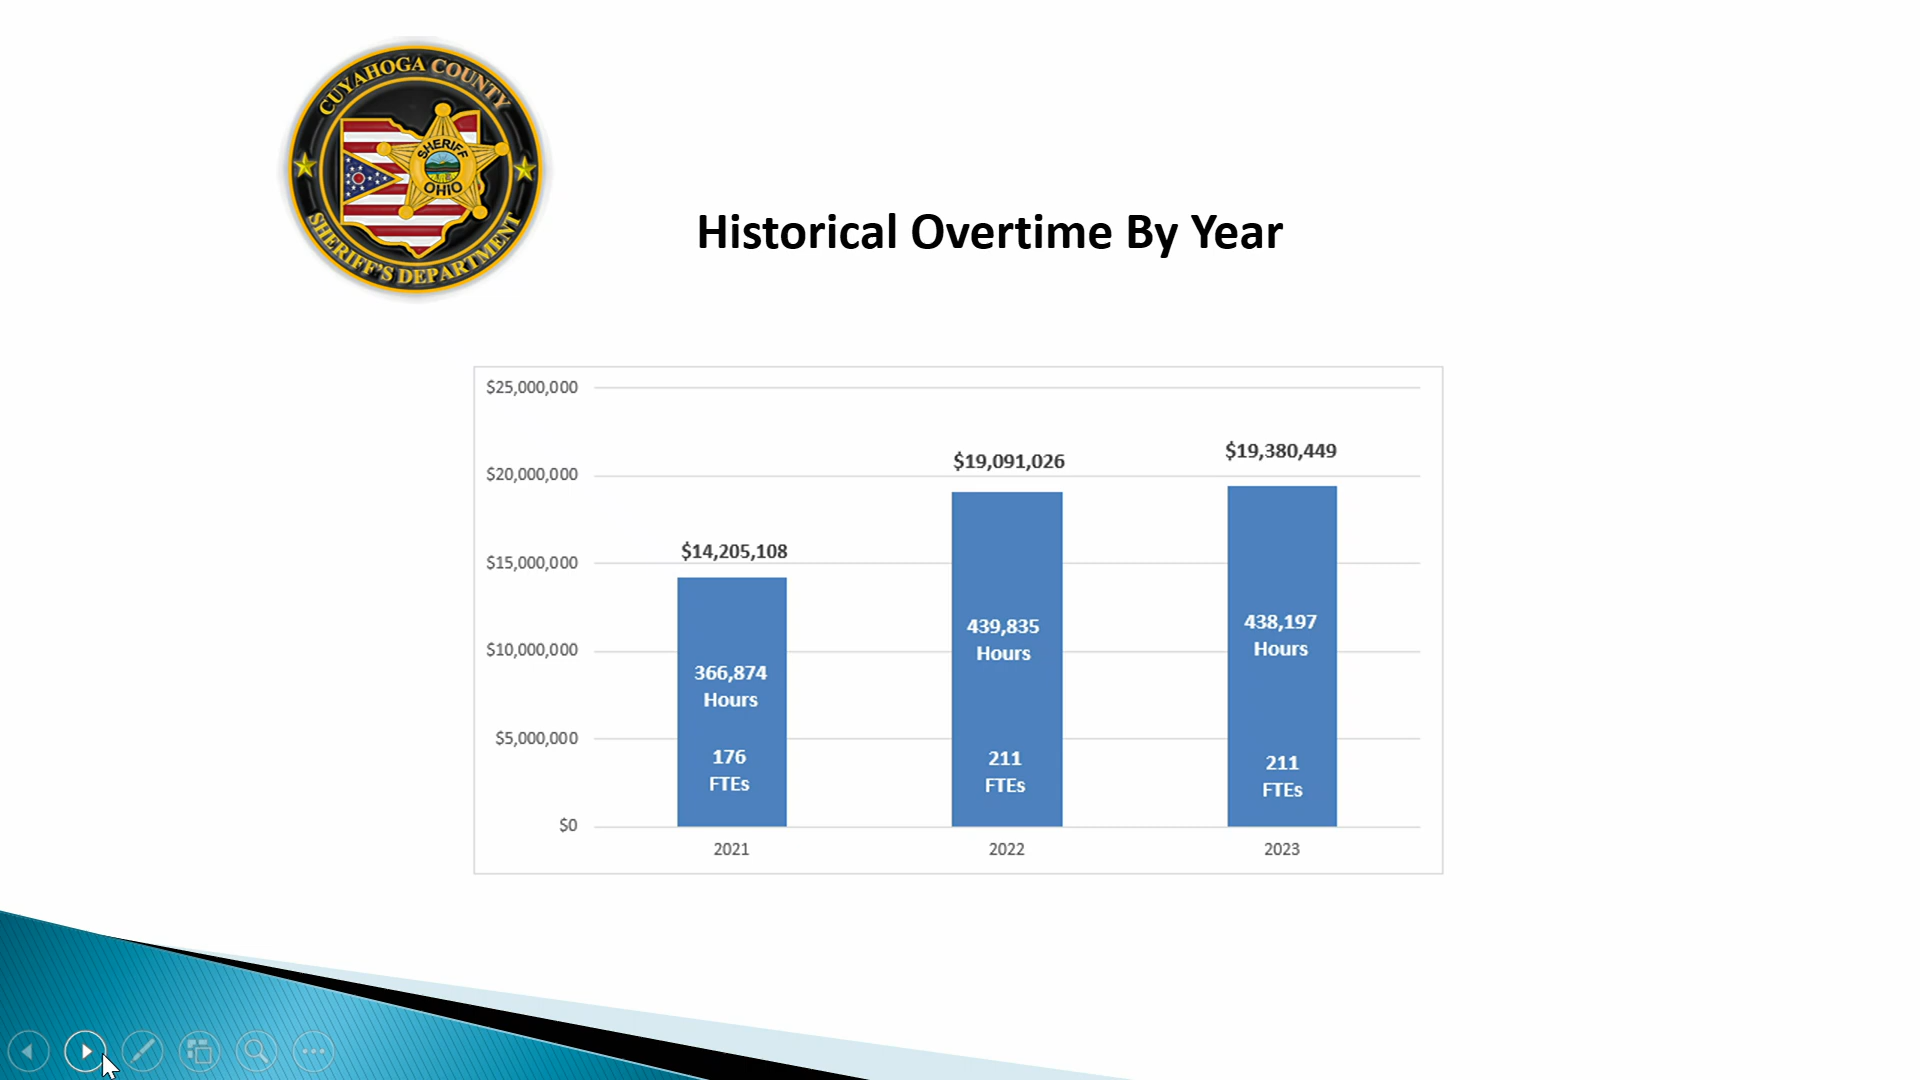 CUYAHOGA COUNTY
SHERIFF
OHIO
SHERIFF'S DEPARTMENT
Historical Overtime By Year
$25,000,000
$20,000,000
$15,000,000
$10,000,000
$5,000,000
$0
$14,205,108
366,874
Hours
176
FTEs
$19,091,026
439,835
Hours
211
FTEs
$19,380,449
438,197
Hours
211
FTEs
2021
2022
2023